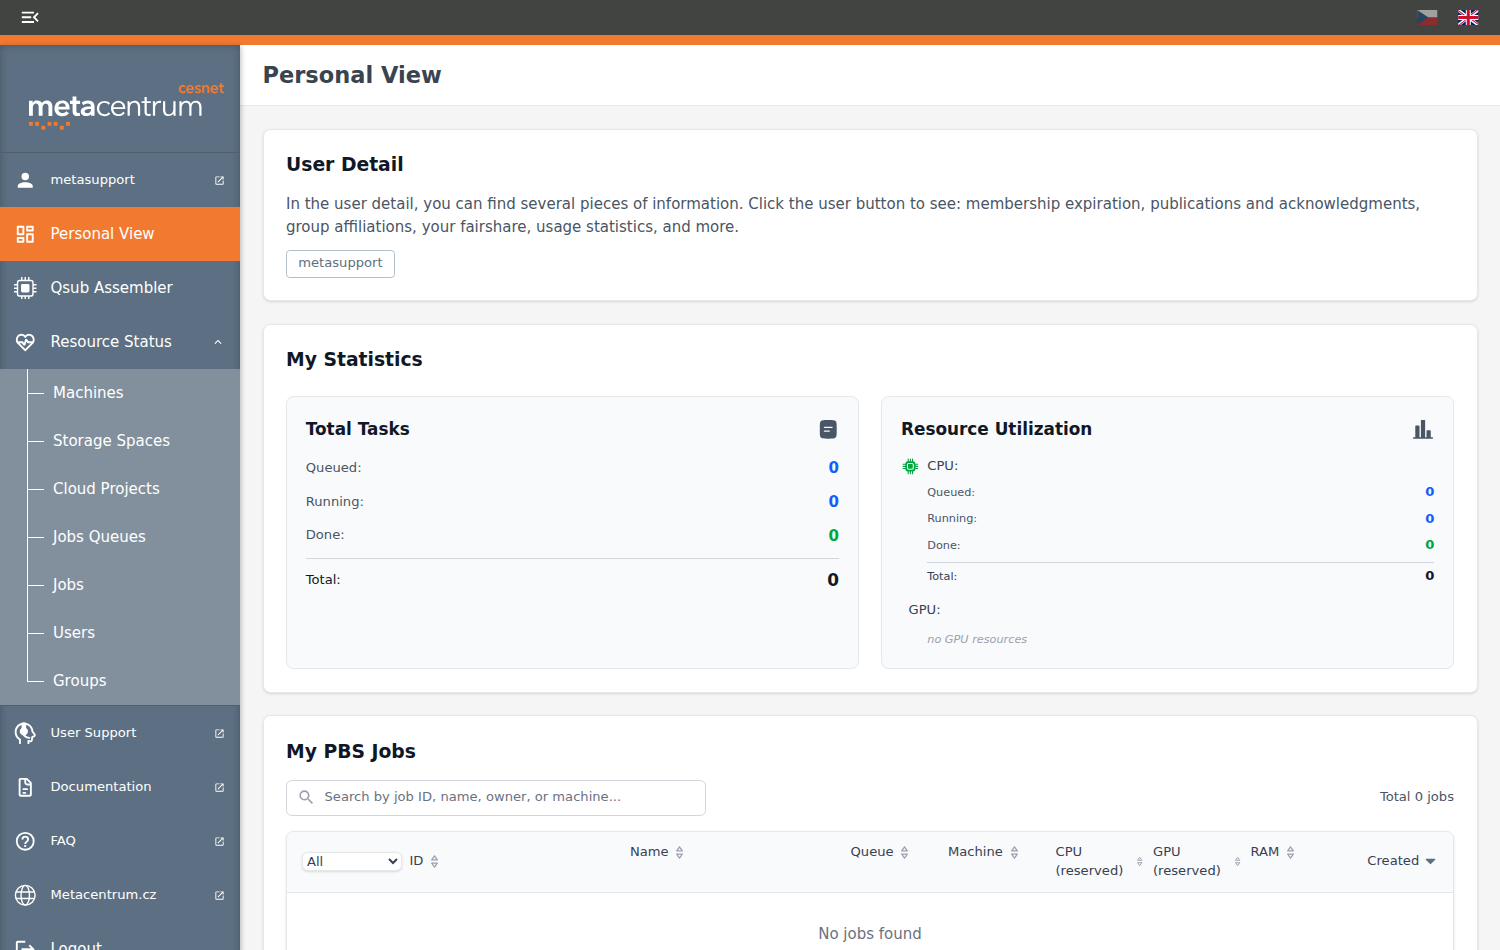 cesnet
metacentrum
metasupport
Personal View
Qsub Assembler
Resource Status
Machines
Storage Spaces
Cloud Projects
Jobs Queues
Jobs
Users
Groups
User Support
Documentation
FAQ
Metacentrum.cz
Logout
Personal View
User Detail
In the user detail, you can find several pieces of information. Click the user button to see: membership expiration, publications and acknowledgments,
group affiliations, your fairshare, usage statistics, and more.
metasupport
My Statistics
Total Tasks
Queued: 0
Running: 0
Done: 0
Total: 0
Resource Utilization
CPU:
Queued: 0
Running: 0
Done: 0
Total: 0
GPU:
no GPU resources
My PBS Jobs
Search by job ID, name, owner, or machine...
Total 0 jobs
All ID Name Queue Machine CPU (reserved) GPU (reserved) RAM Created
No jobs found